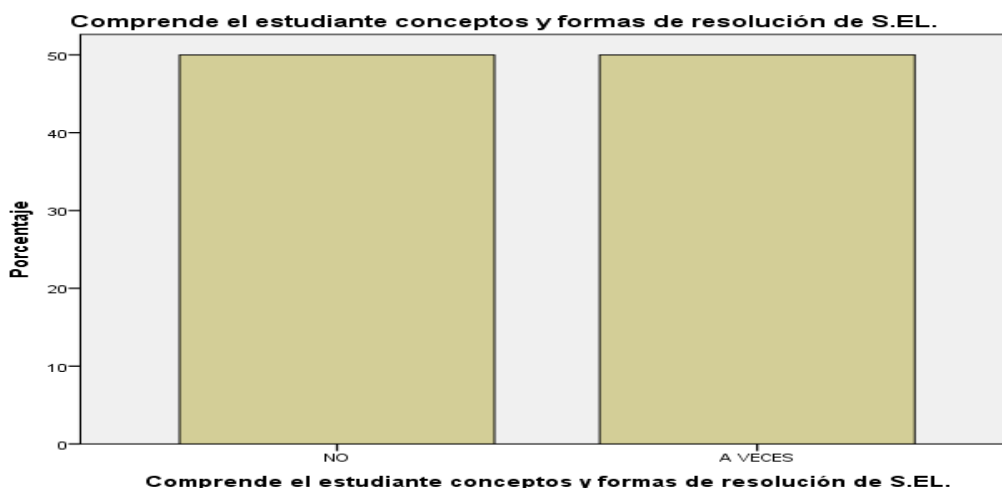 Comprende el estudiante conceptos y formas de resolución de S.EL.
Porcentaje
50
40
30
20
10
0
NO
A VECES
Comprende el estudiante conceptos y formas de resolución de S.EL.